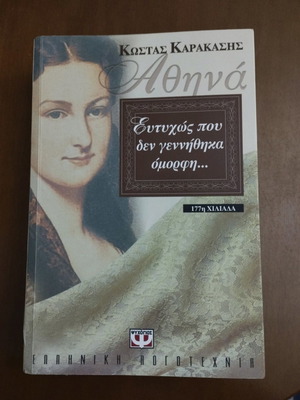 ΚΩΣΤΑΣ ΚΑΡΑΚΑΣΗΣ
Αθηνά
Ευτυχώς που
δεν γεννήθηκα
όμορφη...
177η ΧΙΛΙΑΔΑ
ΨΥΧΟΓΙΟΣ
ΕΛΛΗΝΙΚΗ ΛΟΓΟΤΕΧΝΙΑ